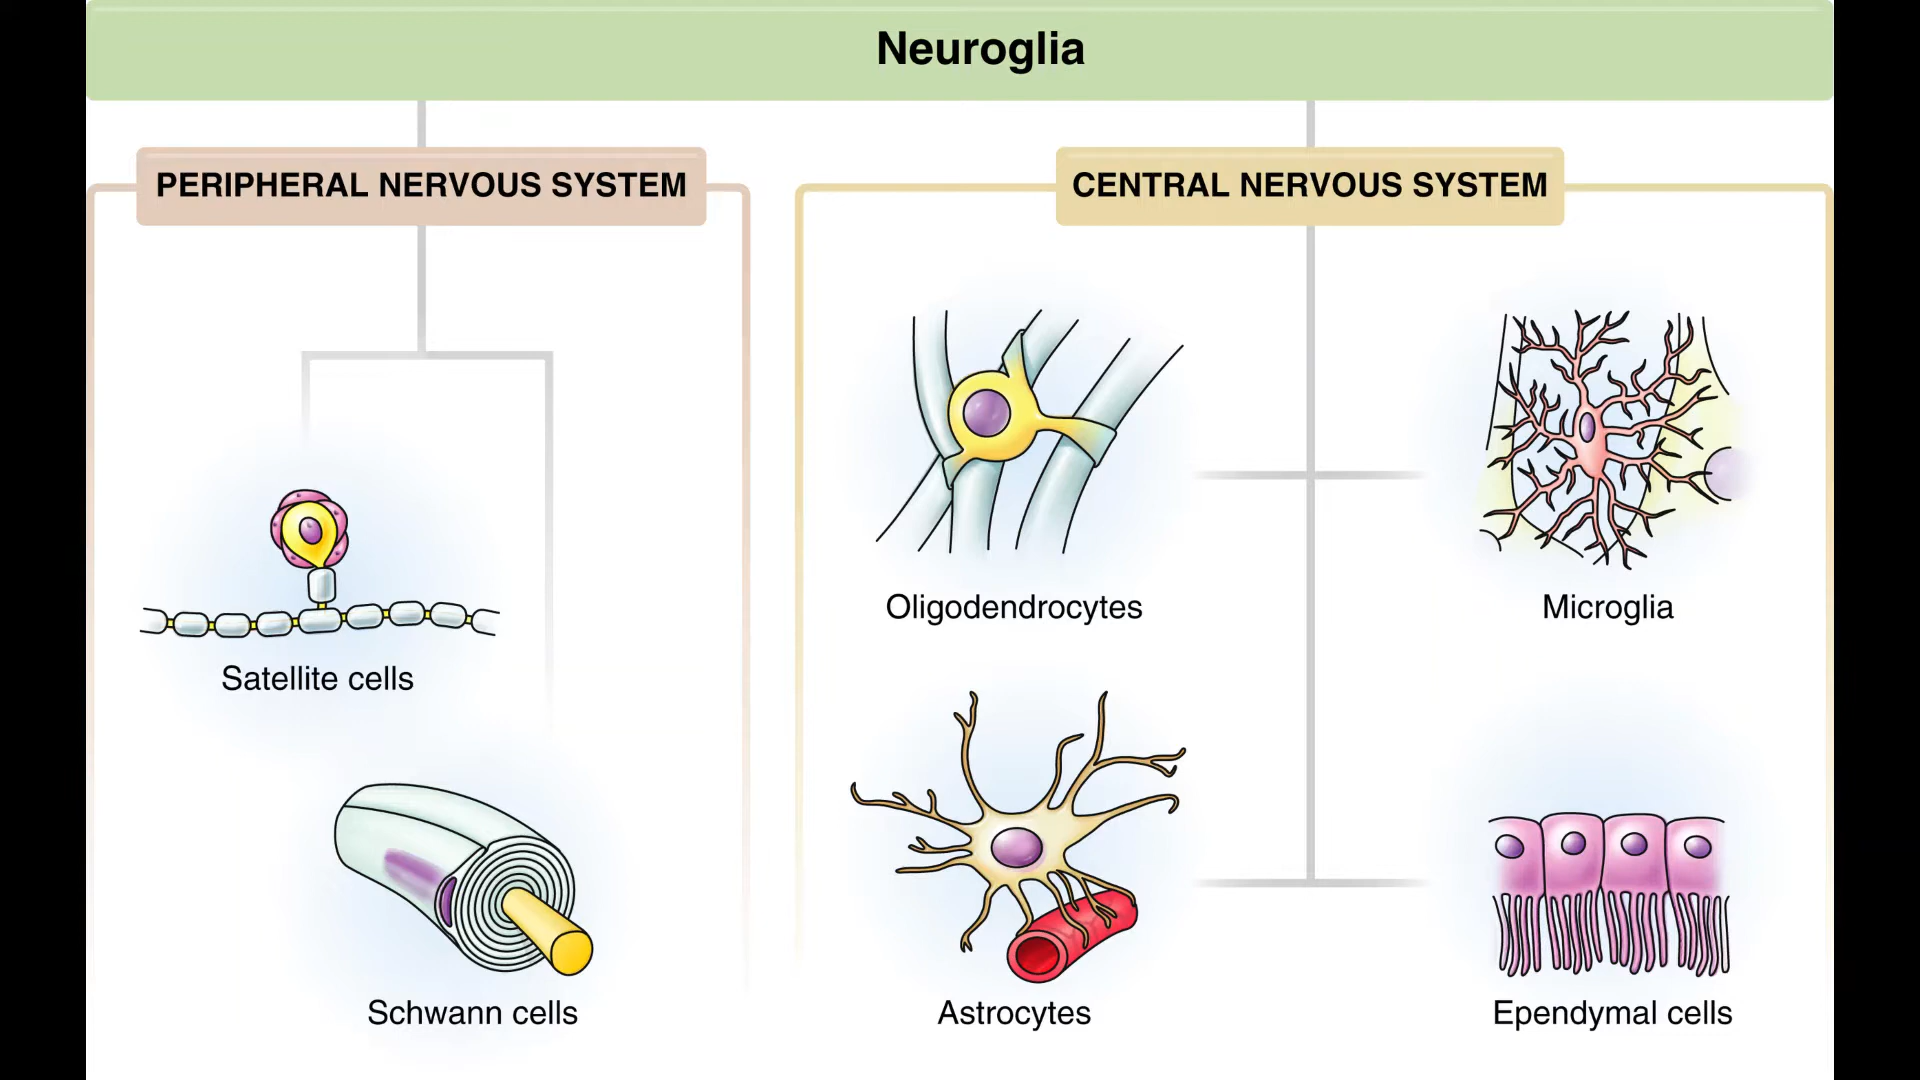 Neuroglia
PERIPHERAL NERVOUS SYSTEM
CENTRAL NERVOUS SYSTEM
Oligodendrocytes
Microglia
Satellite cells
Schwann cells
Astrocytes
Ependymal cells